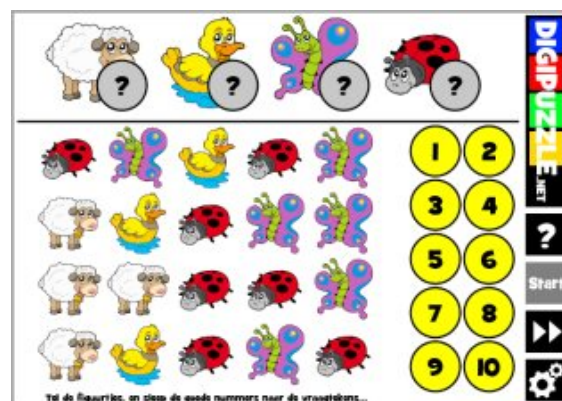 ? ? ? ?
1 2
3 4
5 6
7 8
9 10
Tel de figuurtjes, en sleep de goede nummers naar de vraagtekens...
DIGIPUZZLE.NET
?
Start